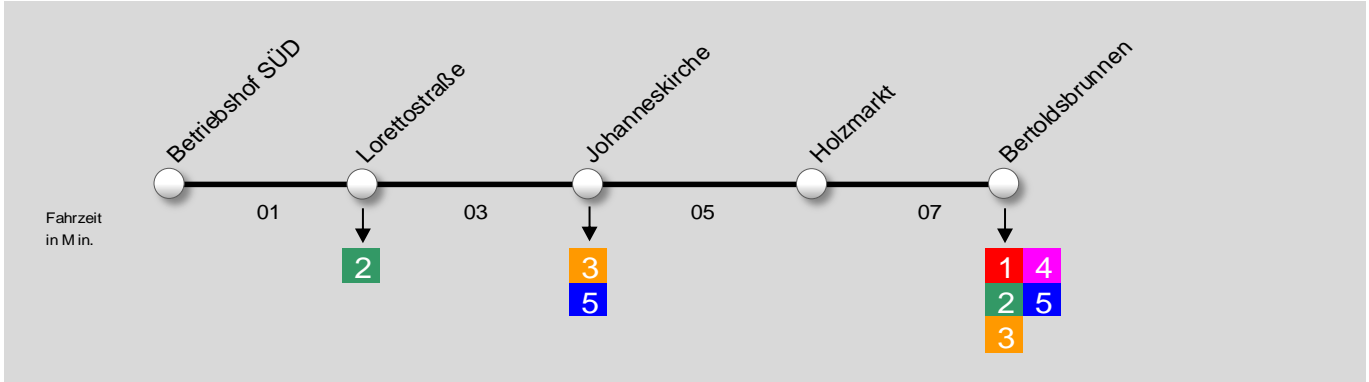 Betriebshof SÜD
Lorettostraße
Johanneskirche
Holzmarkt
Bertoldsbrunnen
Fahrzeit
in Min.
01
03
05
07
2
3
5
1 4
2 5
3